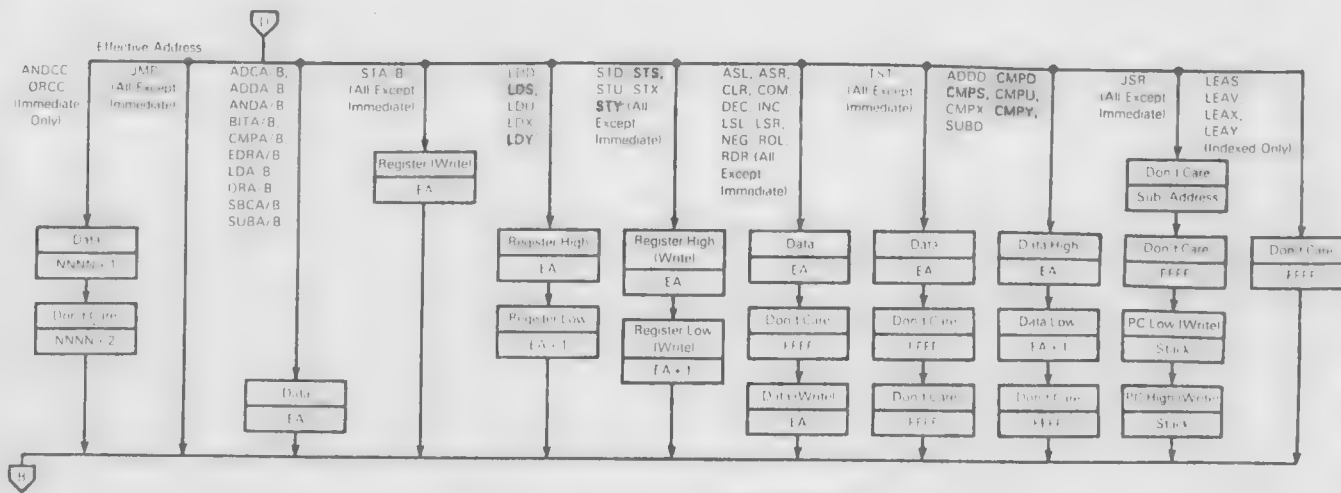 D
Effective Address
ANDCC
ORCC
(Immediate
Only)
JMP
(All Except
Immediate)
ADCA/B,
ADDA/B
ANDA/B
BITA/B,
CMPA/B
EDRA/B
LDA/B
ORA/B
SBCA/B
SUBA/B
STA/B
(All Except
Immediate)
LDD
LDS,
LDU
LDX
LDY
STD STS,
STU STX
STY (All
Except
Immediate)
ASL, ASR,
CLR, COM
DEC, INC
LSL LSR,
NEG ROL.
RDR (All
Except
Immediate)
TST
(All Except
Immediate)
ADDD CMPD
CMPS, CMPU,
CMPX CMPY,
SUBD
JSR
(All Except
Immediate)
LEAS
LEAV
LEAX,
LEAY
(Indexed Only)
Data
NNNN + 1
Don't Care
NNNN + 2
Data
EA
Register (Write)
EA
Register High
EA
Register Low
EA + 1
Register High
(Write)
EA
Register Low
(Write)
EA + 1
Data
EA
Don't Care
FFFF
Data (Write)
EA
Data
EA
Don't Care
FFFF
Don't Care
FFFF
Data High
EA
Data Low
EA + 1
Don't Care
FFFF
Don't Care
Sub. Address
Don't Care
FFFF
PC Low (Write)
Stack
PC High (Write)
Stack
Don't Care
FFFF
B